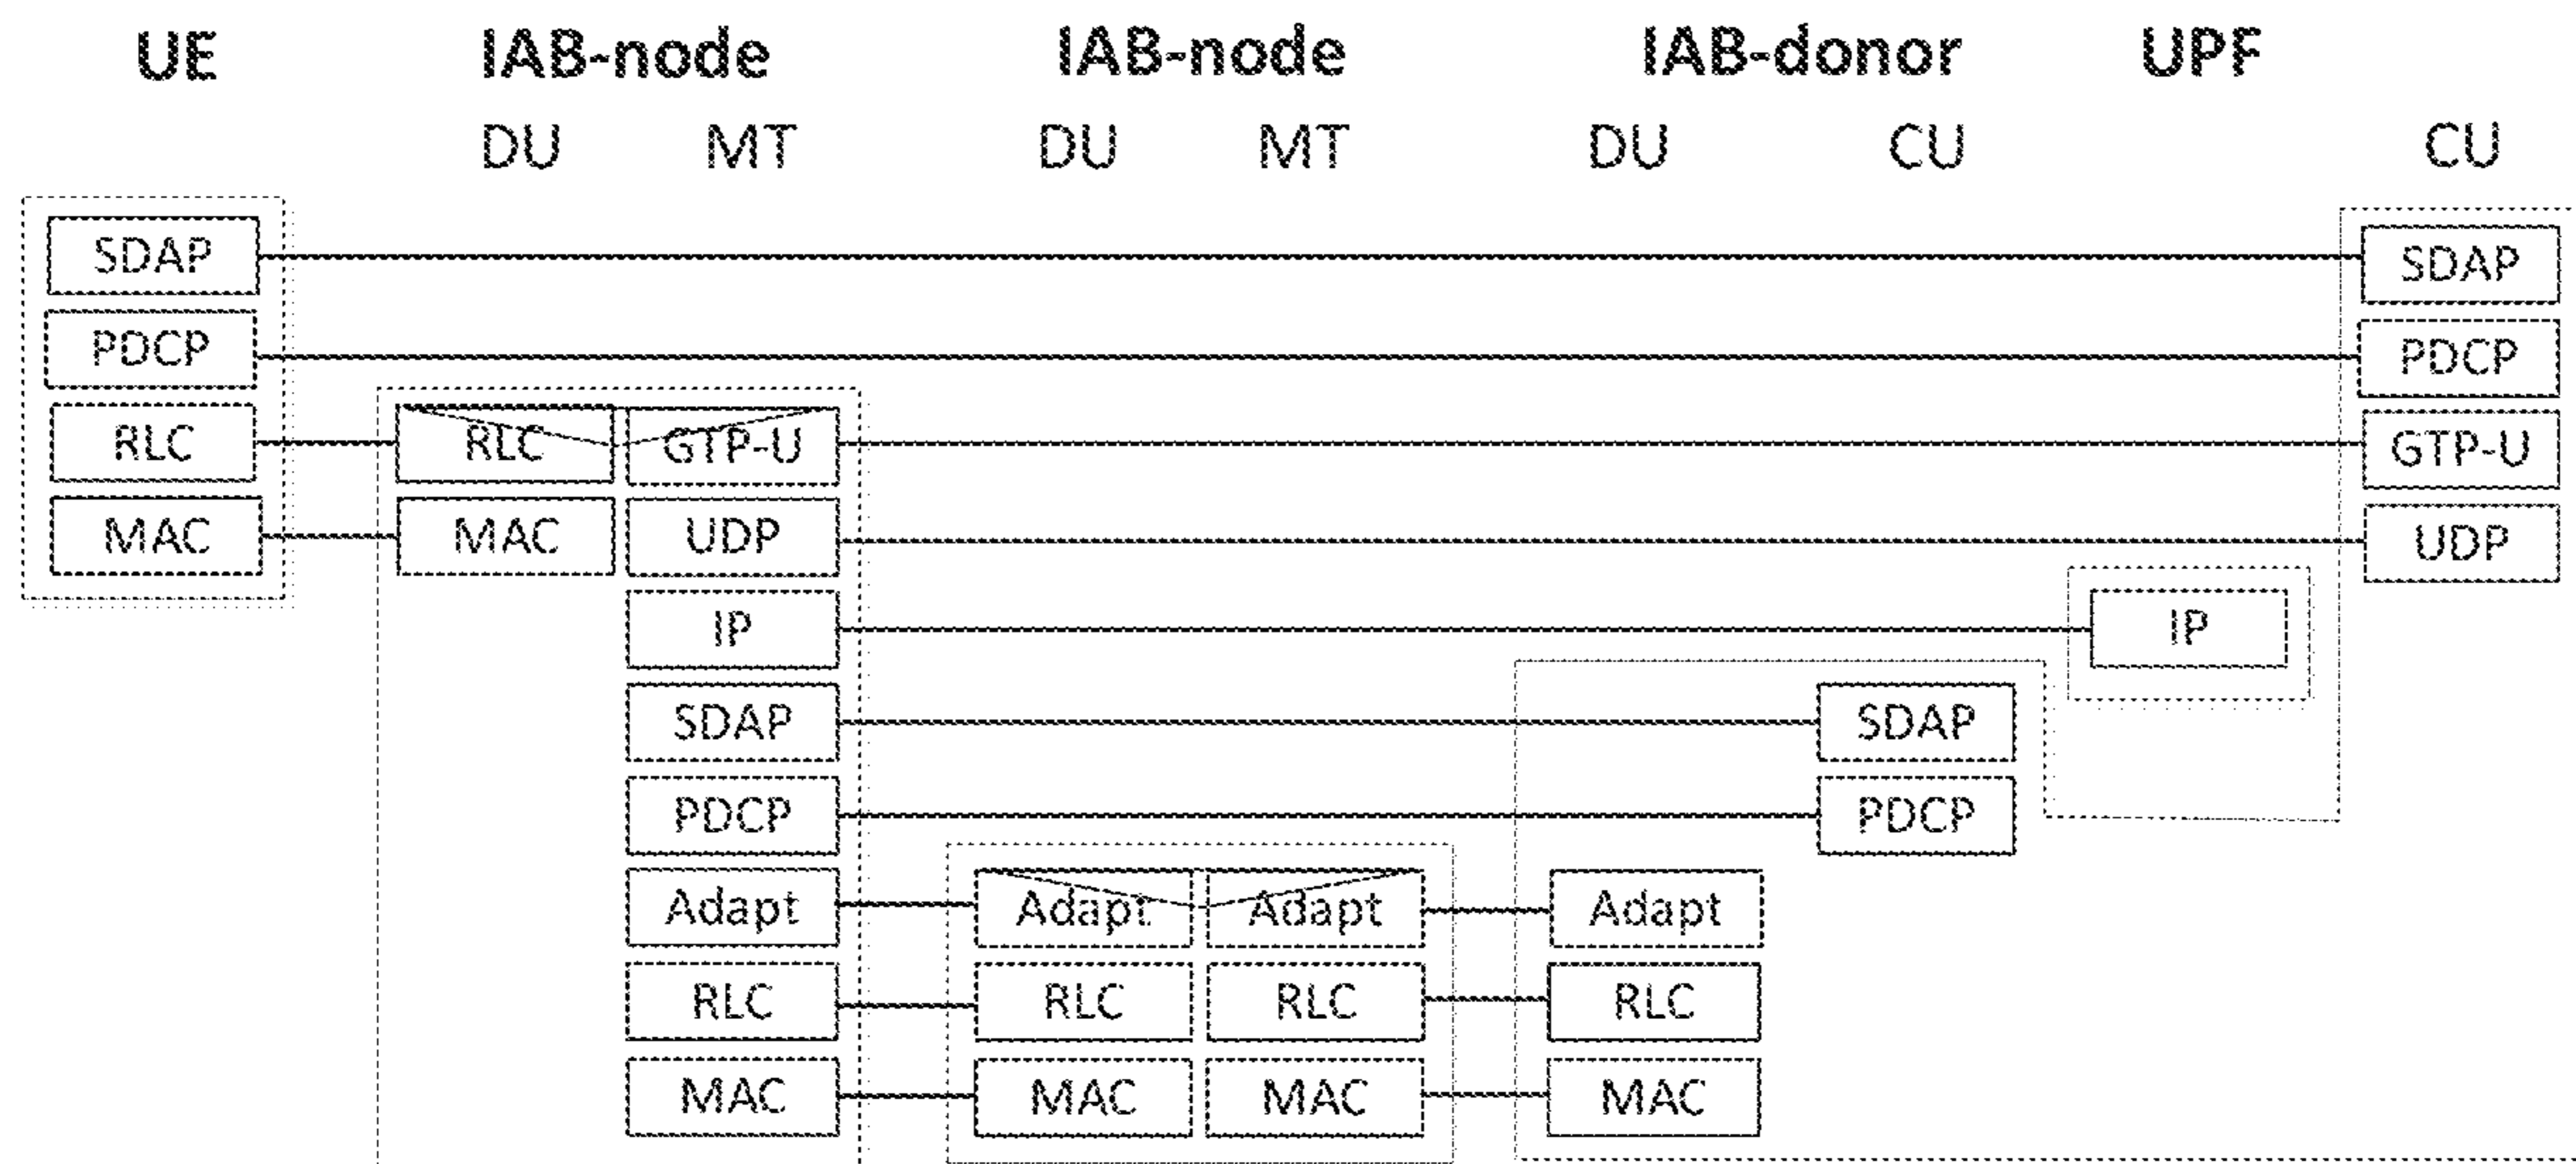 UE IAB-node IAB-node IAB-donor UPF
DU MT DU MT DU CU CU
SDAP SDAP
PDCP PDCP
RLC RLC GTP-U GTP-U
MAC MAC UDP UDP
IP IP
SDAP SDAP
PDCP PDCP
Adapt Adapt Adapt Adapt
RLC RLC RLC RLC
MAC MAC MAC MAC